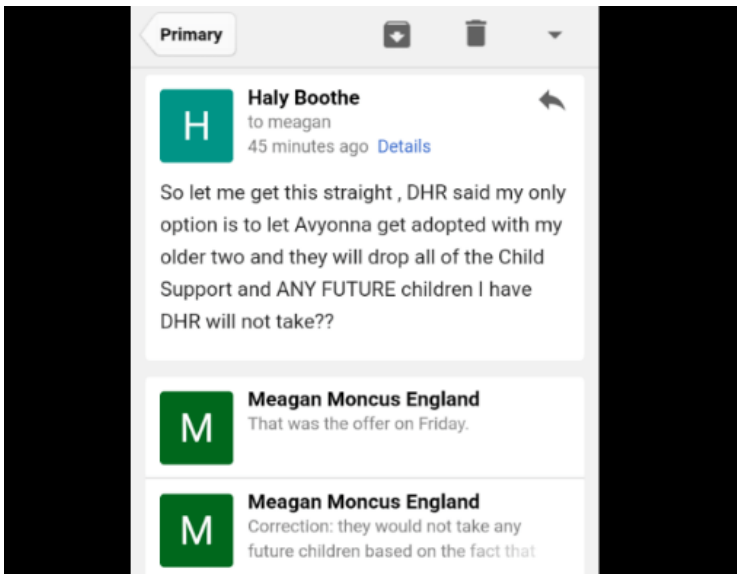 Primary
H
Haly Boothe
to meagan
45 minutes ago Details
So let me get this straight , DHR said my only
option is to let Avyonna get adopted with my
older two and they will drop all of the Child
Support and ANY FUTURE children I have
DHR will not take??
M
Meagan Moncus England
That was the offer on Friday.
M
Meagan Moncus England
Correction: they would not take any
future children based on the fact that